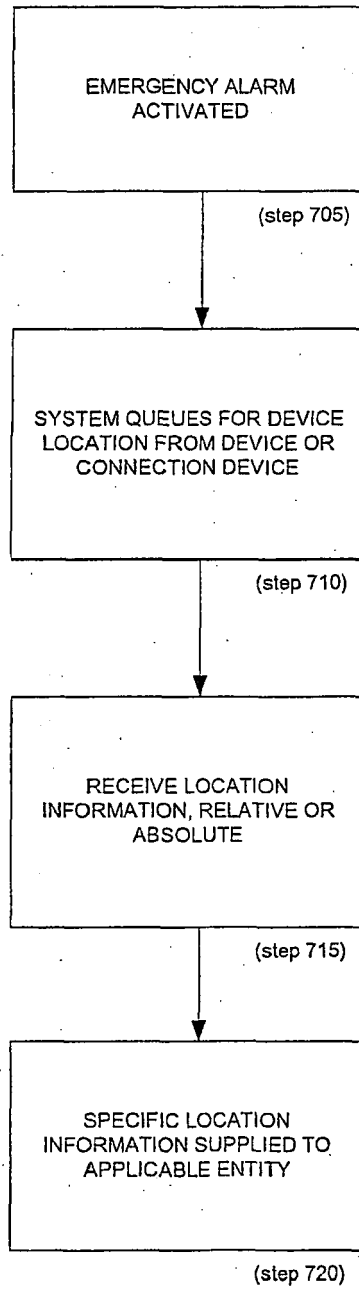 EMERGENCY ALARM
ACTIVATED
(step 705)
SYSTEM QUEUES FOR DEVICE
LOCATION FROM DEVICE OR
CONNECTION DEVICE
(step 710)
RECEIVE LOCATION
INFORMATION, RELATIVE OR
ABSOLUTE
(step 715)
SPECIFIC LOCATION
INFORMATION SUPPLIED TO
APPLICABLE ENTITY
(step 720)